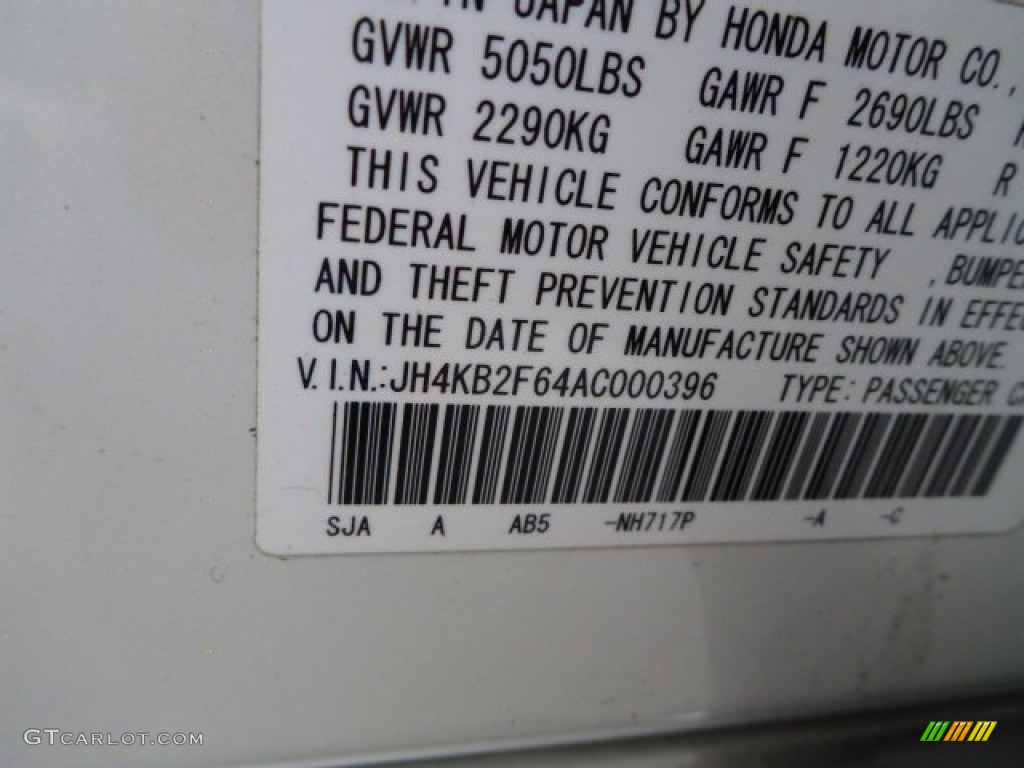 JAPAN BY HONDA MOTOR CO.,
GVWR 5050LBS GAWR F 2690LBS
GVWR 2290KG GAWR F 1220KG R
THIS VEHICLE CONFORMS TO ALL APPLIC
FEDERAL MOTOR VEHICLE SAFETY ,BUMPE
AND THEFT PREVENTION STANDARDS IN EFFE
ON THE DATE OF MANUFACTURE SHOWN ABOVE.
V.I.N.:JH4KB2F64AC000396 TYPE: PASSENGER C
SJA A AB5 -NH717P -A -C
GTCARLOT.COM